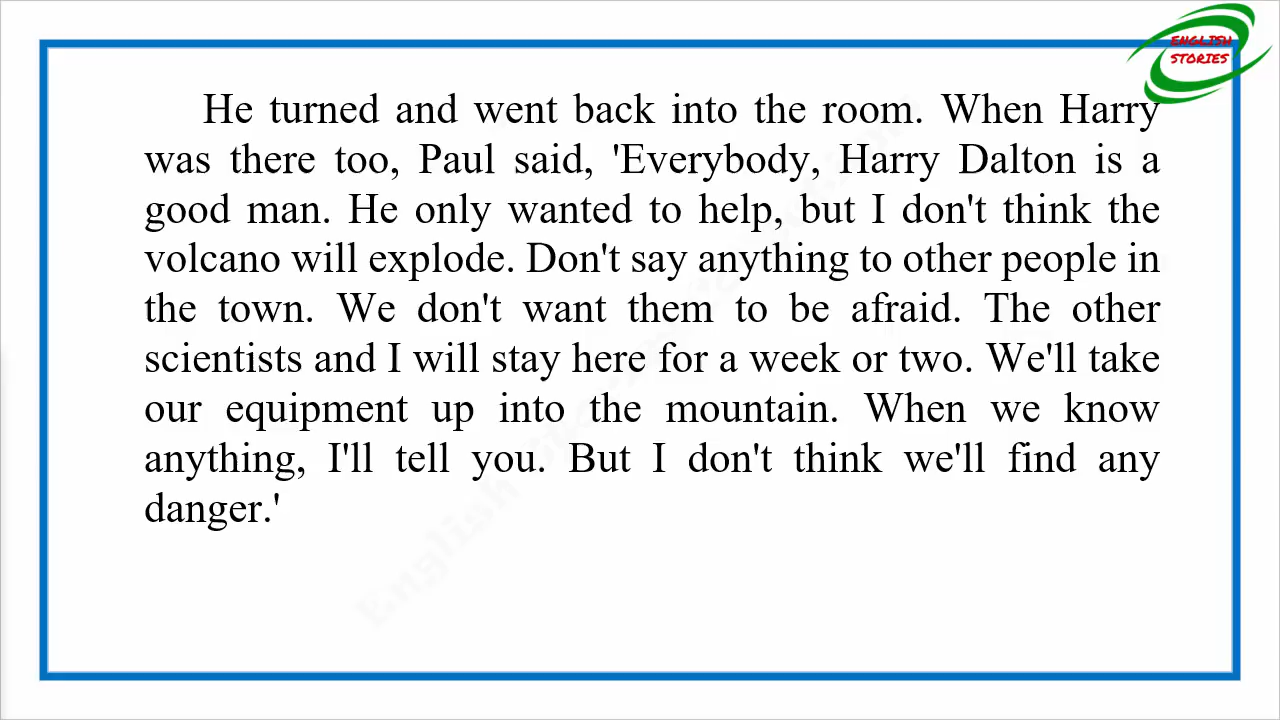 ENGLISH
STORIES
He turned and went back into the room. When Harry
was there too, Paul said, 'Everybody, Harry Dalton is a
good man. He only wanted to help, but I don't think the
volcano will explode. Don't say anything to other people in
the town. We don't want them to be afraid. The other
scientists and I will stay here for a week or two. We'll take
our equipment up into the mountain. When we know
anything, I'll tell you. But I don't think we'll find any
danger.'
English